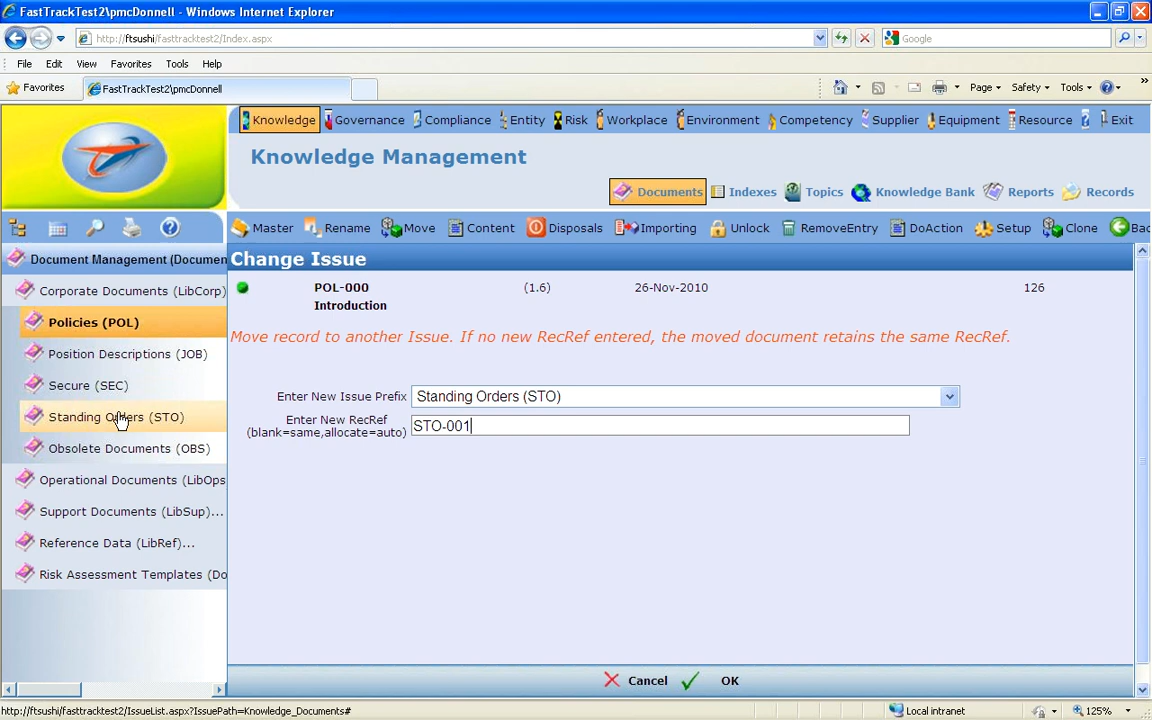 FastTrackTest2\pmcDonnell - Windows Internet Explorer
http://ftsushi/fasttracktest2/Index.aspx
Google
File Edit View Favorites Tools Help
Favorites FastTrackTest2\pmcDonnell Page Safety Tools
Knowledge Governance Compliance Entity Risk Workplace Environment Competency Supplier Equipment Resource Exit
Knowledge Management
Documents Indexes Topics Knowledge Bank Reports Records
Master Rename Move Content Disposals Importing Unlock RemoveEntry DoAction Setup Clone Bac
Document Management (Documen
Corporate Documents (LibCorp)
Policies (POL)
Position Descriptions (JOB)
Secure (SEC)
Standing Orders (STO)
Obsolete Documents (OBS)
Operational Documents (LibOps
Support Documents (LibSup)...
Reference Data (LibRef)...
Risk Assessment Templates (Do
Change Issue
POL-000 (1.6) 26-Nov-2010 126
Introduction
Move record to another Issue. If no new RecRef entered, the moved document retains the same RecRef.
Enter New Issue Prefix Standing Orders (STO)
Enter New RecRef
(blank=same,allocate=auto) STO-001
Cancel OK
http://ftsushi/fasttracktest2/IssueList.aspx?IssuePath=Knowledge_Documents# Local intranet 125%